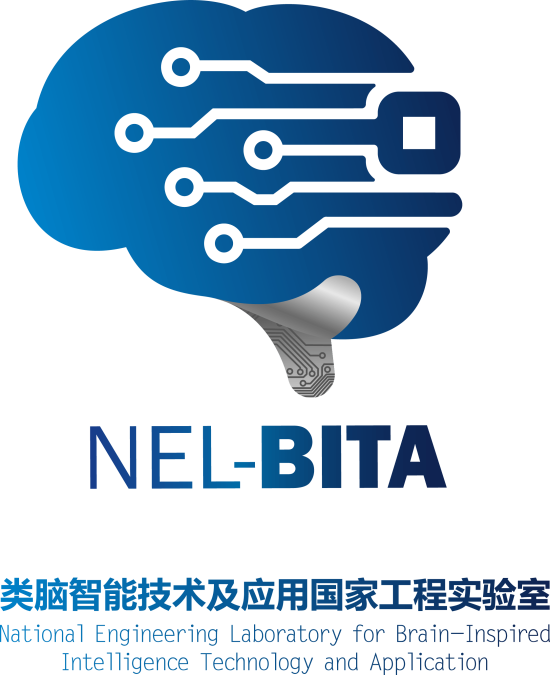 NEL-BITA
类脑智能技术及应用国家工程实验室
National Engineering Laboratory for Brain-Inspired
Intelligence Technology and Application